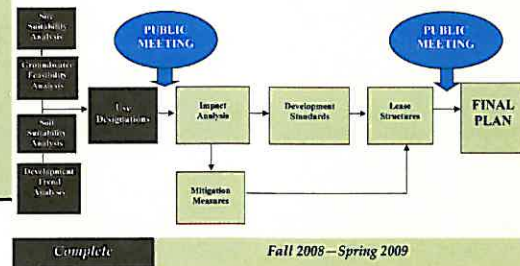 Site
Suitability
Analysis
Groundwater
Feasibility
Analysis
Soil
Suitability
Analysis
Development
Trend
Analysis
Use
Designations
PUBLIC
MEETING
Impact
Analysis
Mitigation
Measures
Development
Standards
Lease
Structures
PUBLIC
MEETING
FINAL
PLAN
Complete
Fall 2008 – Spring 2009